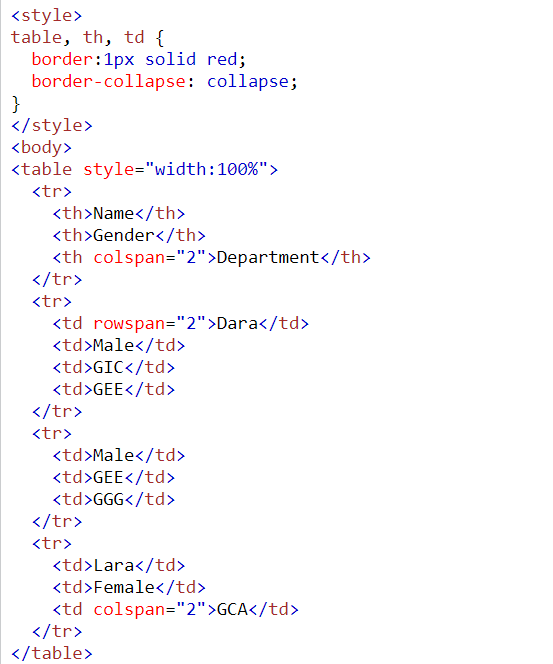 <style>
table, th, td {
  border:1px solid red;
  border-collapse: collapse;
}
</style>
<body>
<table style="width:100%">
  <tr>
    <th>Name</th>
    <th>Gender</th>
    <th colspan="2">Department</th>
  </tr>
  <tr>
    <td rowspan="2">Dara</td>
    <td>Male</td>
    <td>GIC</td>
    <td>GEE</td>
  </tr>
  <tr>
    <td>Male</td>
    <td>GEE</td>
    <td>GGG</td>
  </tr>
  <tr>
    <td>Lara</td>
    <td>Female</td>
    <td colspan="2">GCA</td>
  </tr>
</table>